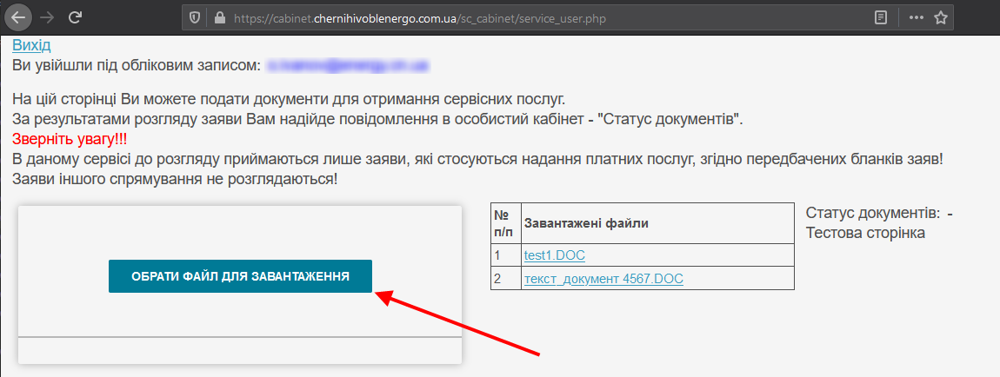 https://cabinet.chernihivoblenergo.com.ua/sc_cabinet/service_user.php
Вихід
Ви увійшли під обліковим записом:
На цій сторінці Ви можете подати документи для отримання сервісних послуг.
За результатами розгляду заяви Вам надійде повідомлення в особистий кабінет - "Статус документів".
Зверніть увагу!!!
В даному сервісі до розгляду приймаються лише заяви, які стосуються надання платних послуг, згідно передбачених бланків заяв!
Заяви іншого спрямування не розглядаються!
ОБРАТИ ФАЙЛ ДЛЯ ЗАВАНТАЖЕННЯ
№ п/п Завантажені файли
1 test1.DOC
2 текст_документ 4567.DOC
Статус документів: -
Тестова сторінка